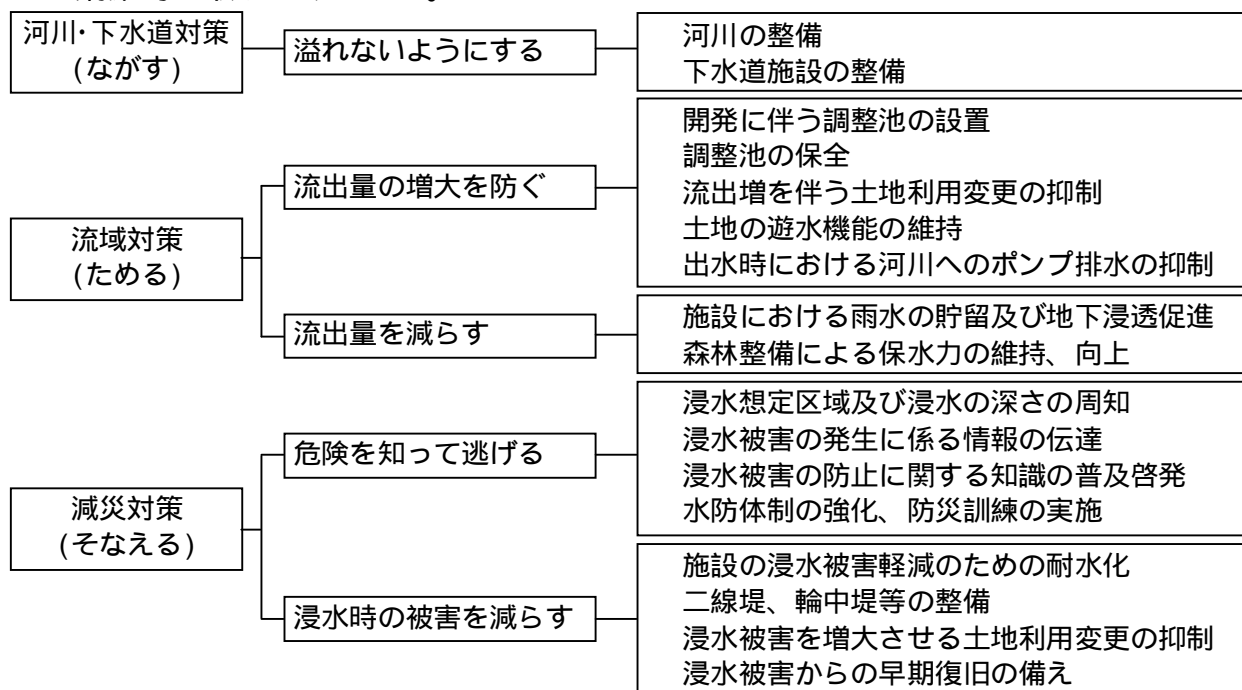 河川・下水道対策
(ながす)
溢れないようにする
河川の整備
下水道施設の整備
流域対策
(ためる)
流出量の増大を防ぐ
開発に伴う調整池の設置
調整池の保全
流出増を伴う土地利用変更の抑制
土地の遊水機能の維持
出水時における河川へのポンプ排水の抑制
流出量を減らす
施設における雨水の貯留及び地下浸透促進
森林整備による保水力の維持、向上
減災対策
(そなえる)
危険を知って逃げる
浸水想定区域及び浸水の深さの周知
浸水被害の発生に係る情報の伝達
浸水被害の防止に関する知識の普及啓発
水防体制の強化、防災訓練の実施
浸水時の被害を減らす
施設の浸水被害軽減のための耐水化
二線堤、輪中堤等の整備
浸水被害を増大させる土地利用変更の抑制
浸水被害からの早期復旧の備え